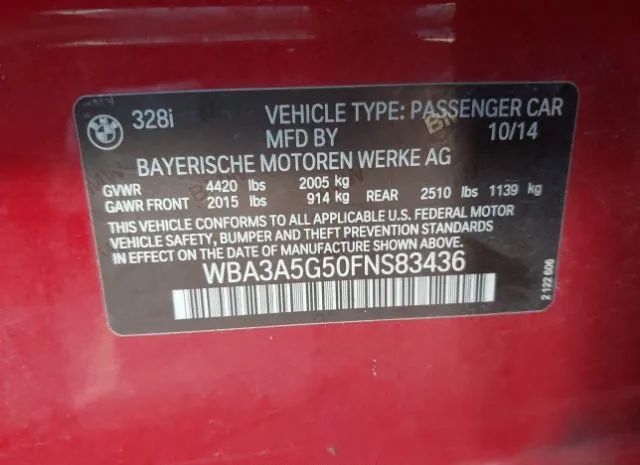 328i VEHICLE TYPE: PASSENGER CAR
MFD BY 10/14
BAYERISCHE MOTOREN WERKE AG
GVWR 4420 lbs 2005 kg
GAWR FRONT 2015 lbs 914 kg REAR 2510 lbs 1139 kg
THIS VEHICLE CONFORMS TO ALL APPLICABLE U.S. FEDERAL MOTOR
VEHICLE SAFETY, BUMPER AND THEFT PREVENTION STANDARDS
IN EFFECT ON THE DATE OF MANUFACTURE SHOWN ABOVE.
WBA3A5G50FNS83436
2 122 606